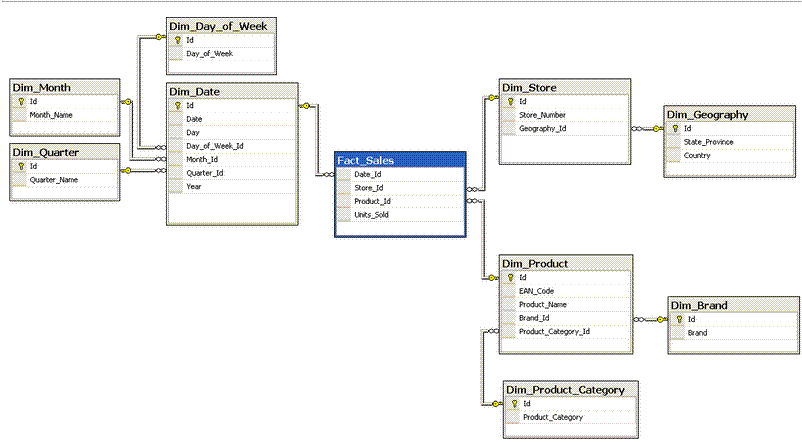 Dim_Day_of_Week
Id
Day_of_Week
Dim_Month
Id
Month_Name
Dim_Quarter
Id
Quarter_Name
Dim_Date
Id
Date
Day
Day_of_Week_Id
Month_Id
Quarter_Id
Year
Fact_Sales
Date_Id
Store_Id
Product_Id
Units_Sold
Dim_Store
Id
Store_Number
Geography_Id
Dim_Geography
Id
State_Province
Country
Dim_Product
Id
EAN_Code
Product_Name
Brand_Id
Product_Category_Id
Dim_Brand
Id
Brand
Dim_Product_Category
Id
Product_Category